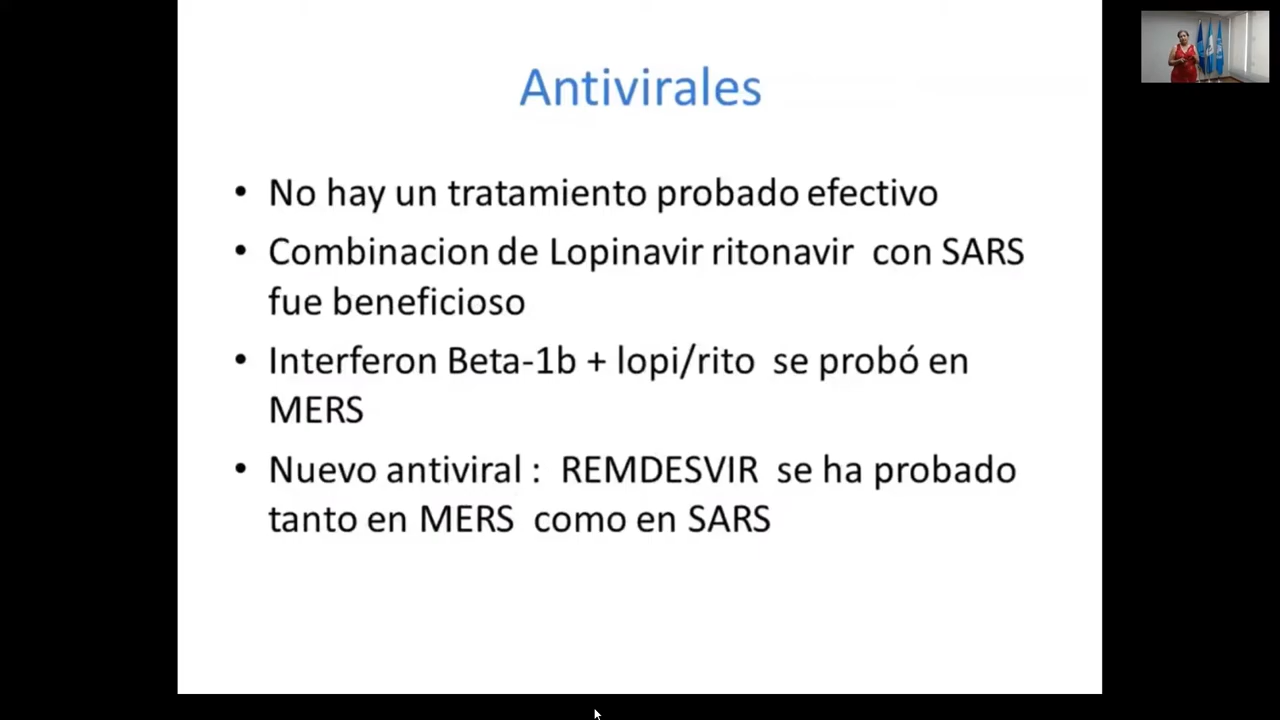 Antivirales
• No hay un tratamiento probado efectivo
• Combinacion de Lopinavir ritonavir con SARS
fue beneficioso
• Interferon Beta-1b + lopi/rito se probó en
MERS
• Nuevo antiviral : REMDESVIR se ha probado
tanto en MERS como en SARS